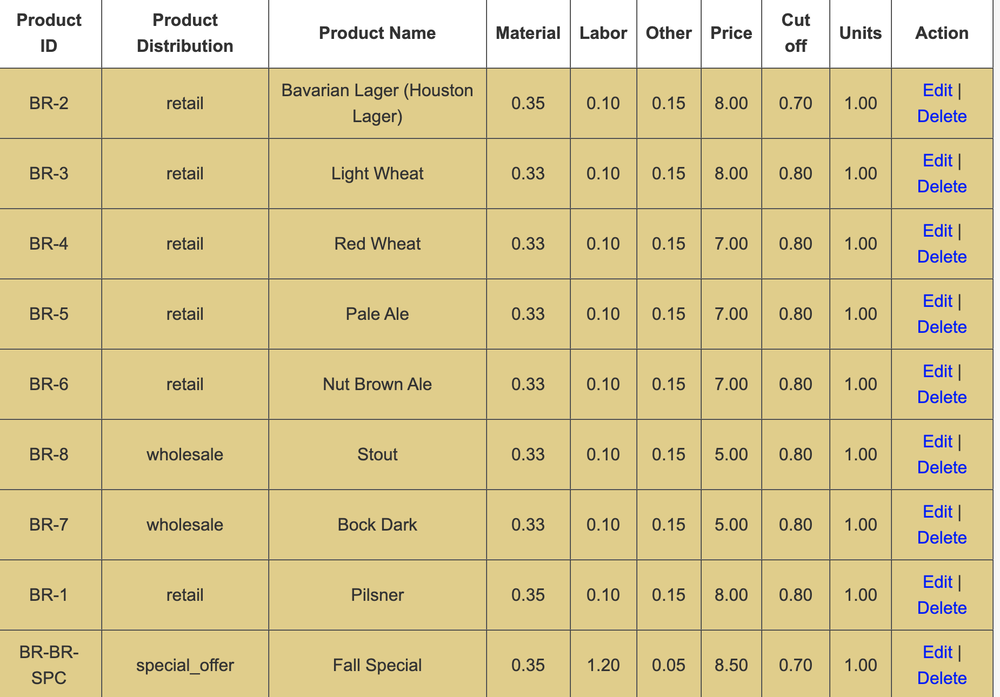 Product ID Product Distribution Product Name Material Labor Other Price Cut off Units Action
BR-2 retail Bavarian Lager (Houston Lager) 0.35 0.10 0.15 8.00 0.70 1.00 Edit | Delete
BR-3 retail Light Wheat 0.33 0.10 0.15 8.00 0.80 1.00 Edit | Delete
BR-4 retail Red Wheat 0.33 0.10 0.15 7.00 0.80 1.00 Edit | Delete
BR-5 retail Pale Ale 0.33 0.10 0.15 7.00 0.80 1.00 Edit | Delete
BR-6 retail Nut Brown Ale 0.33 0.10 0.15 7.00 0.80 1.00 Edit | Delete
BR-8 wholesale Stout 0.33 0.10 0.15 5.00 0.80 1.00 Edit | Delete
BR-7 wholesale Bock Dark 0.33 0.10 0.15 5.00 0.80 1.00 Edit | Delete
BR-1 retail Pilsner 0.35 0.10 0.15 8.00 0.80 1.00 Edit | Delete
BR-BR-SPC special_offer Fall Special 0.35 1.20 0.05 8.50 0.70 1.00 Edit | Delete